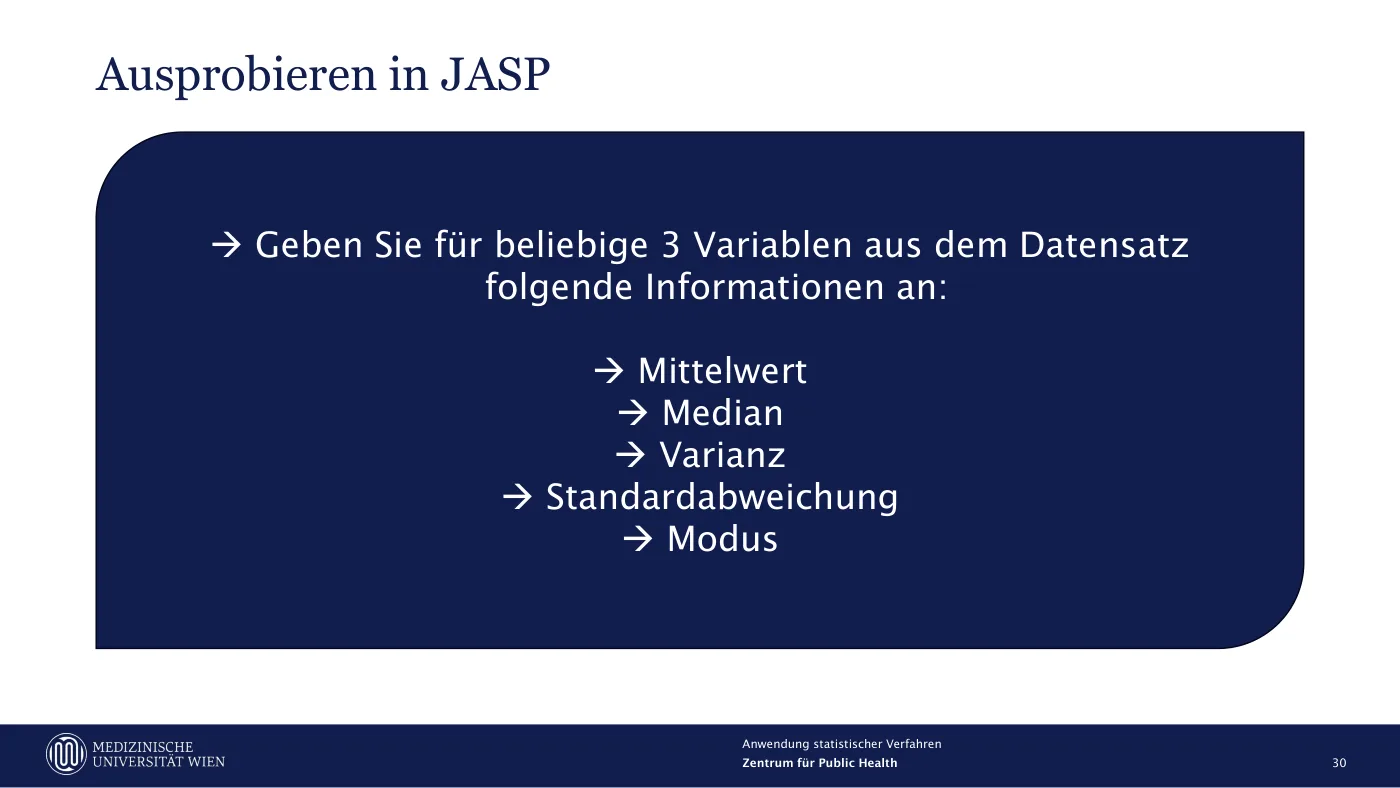 Ausprobieren in JASP
→ Geben Sie für beliebige 3 Variablen aus dem Datensatz
folgende Informationen an:
→ Mittelwert
→ Median
→ Varianz
→ Standardabweichung
→ Modus
MEDIZINISCHE
UNIVERSITÄT WIEN
Anwendung statistischer Verfahren
Zentrum für Public Health
30